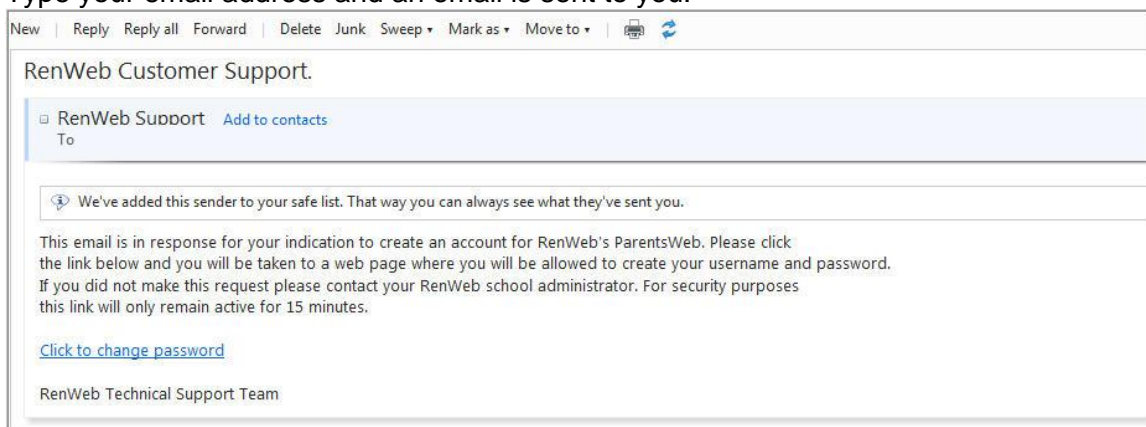 Type your email address and an email is sent to you.
New | Reply Reply all Forward | Delete Junk Sweep Mark as Move to |
RenWeb Customer Support.
RenWeb Support Add to contacts
To
We've added this sender to your safe list. That way you can always see what they've sent you.
This email is in response for your indication to create an account for RenWeb's ParentsWeb. Please click
the link below and you will be taken to a web page where you will be allowed to create your username and password.
If you did not make this request please contact your RenWeb school administrator. For security purposes
this link will only remain active for 15 minutes.
Click to change password
RenWeb Technical Support Team